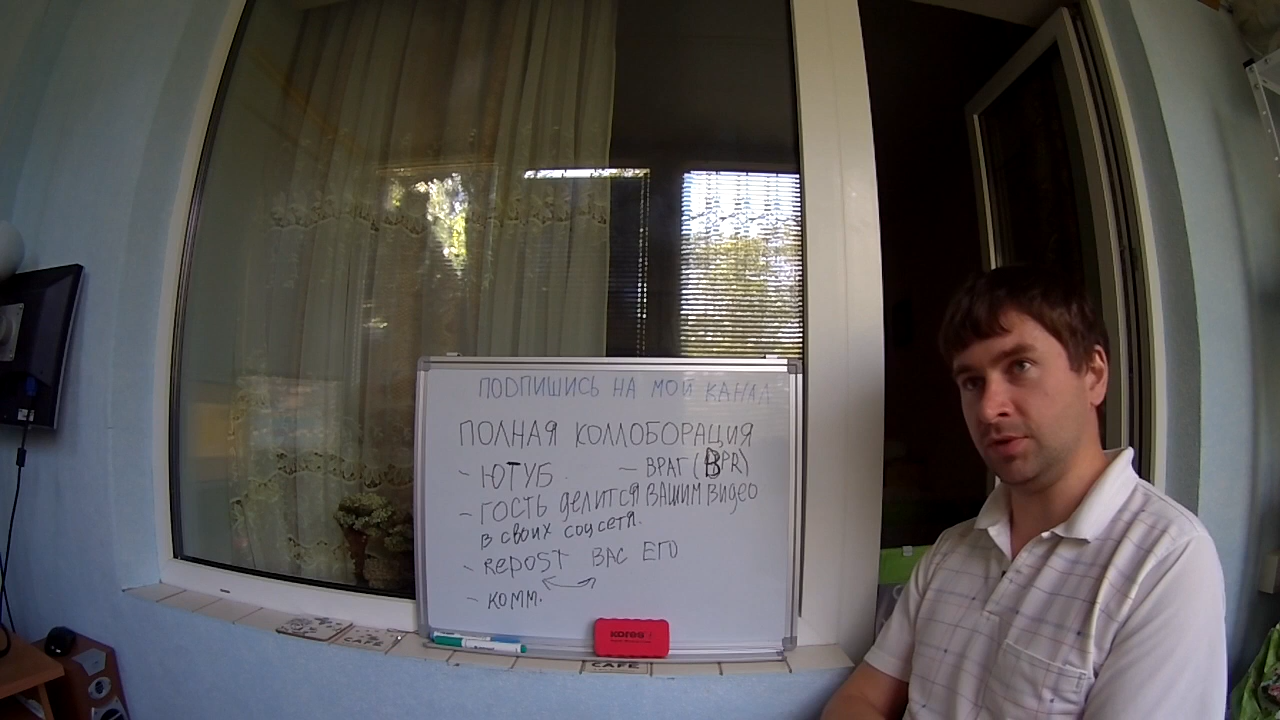 ПОДПИШИСЬ НА МОЙ КАНАЛ
ПОЛНАЯ КОЛЛОБОРАЦИЯ
- ЮТУБ - ВРАГ (ВPR)
- ГОСТЬ ДЕЛИТСЯ ВАШИМ ВИДЕО
В СВОИХ СОЦСЕТЯ.
- REPOST ВАС ЕГО
- КОММ.
KORES
CAFE